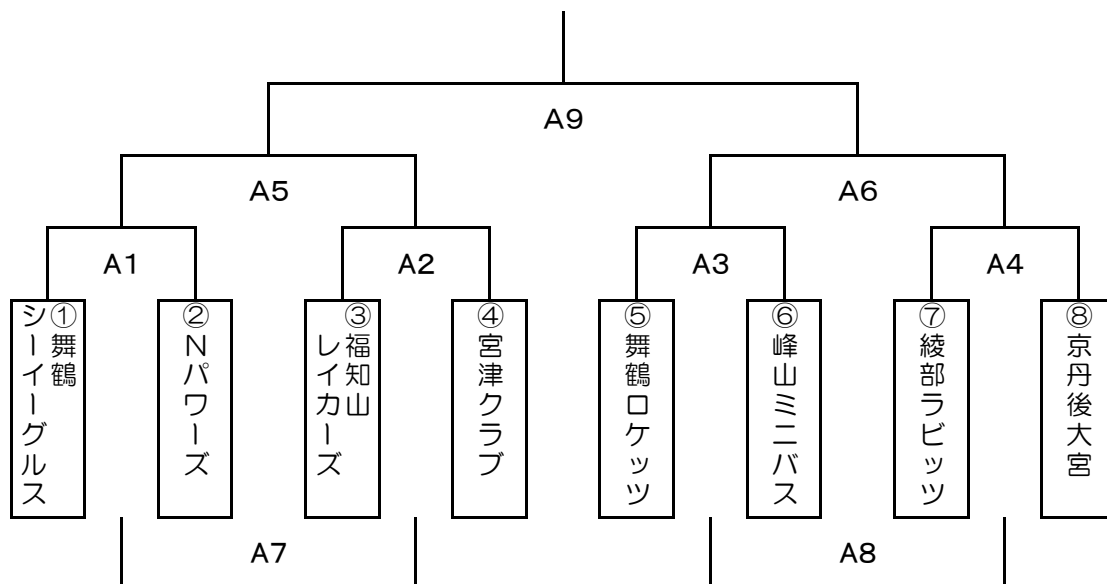 A9
A5
A6
A1
A2
A3
A4
①舞鶴
シーイーグルス
②Nパワーズ
③福知山
レイカーズ
④宮津クラブ
⑤舞鶴ロケッツ
⑥峰山ミニバス
⑦綾部ラビッツ
⑧京丹後大宮
A7
A8